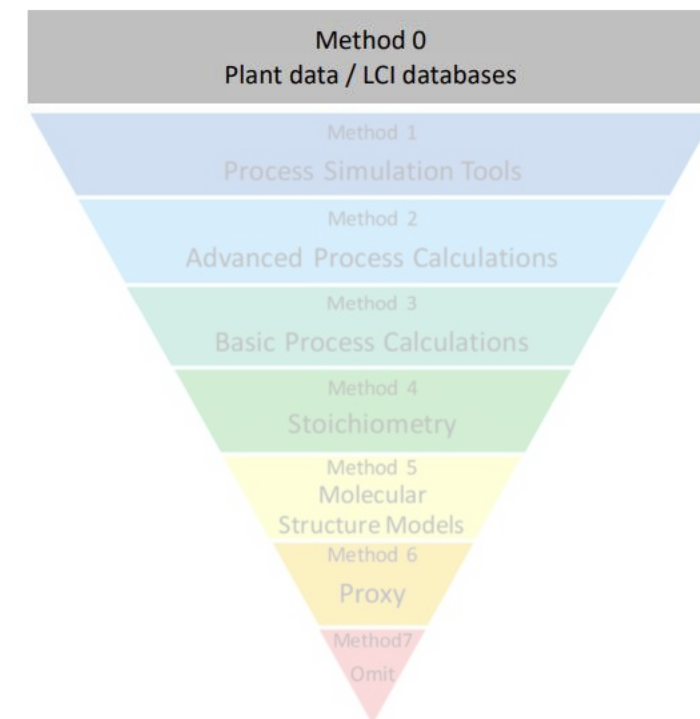 Method 0
Plant data / LCI databases
Method 1
Process Simulation Tools
Method 2
Advanced Process Calculations
Method 3
Basic Process Calculations
Method 4
Stoichiometry
Method 5
Molecular
Structure Models
Method 6
Proxy
Method7
Omit